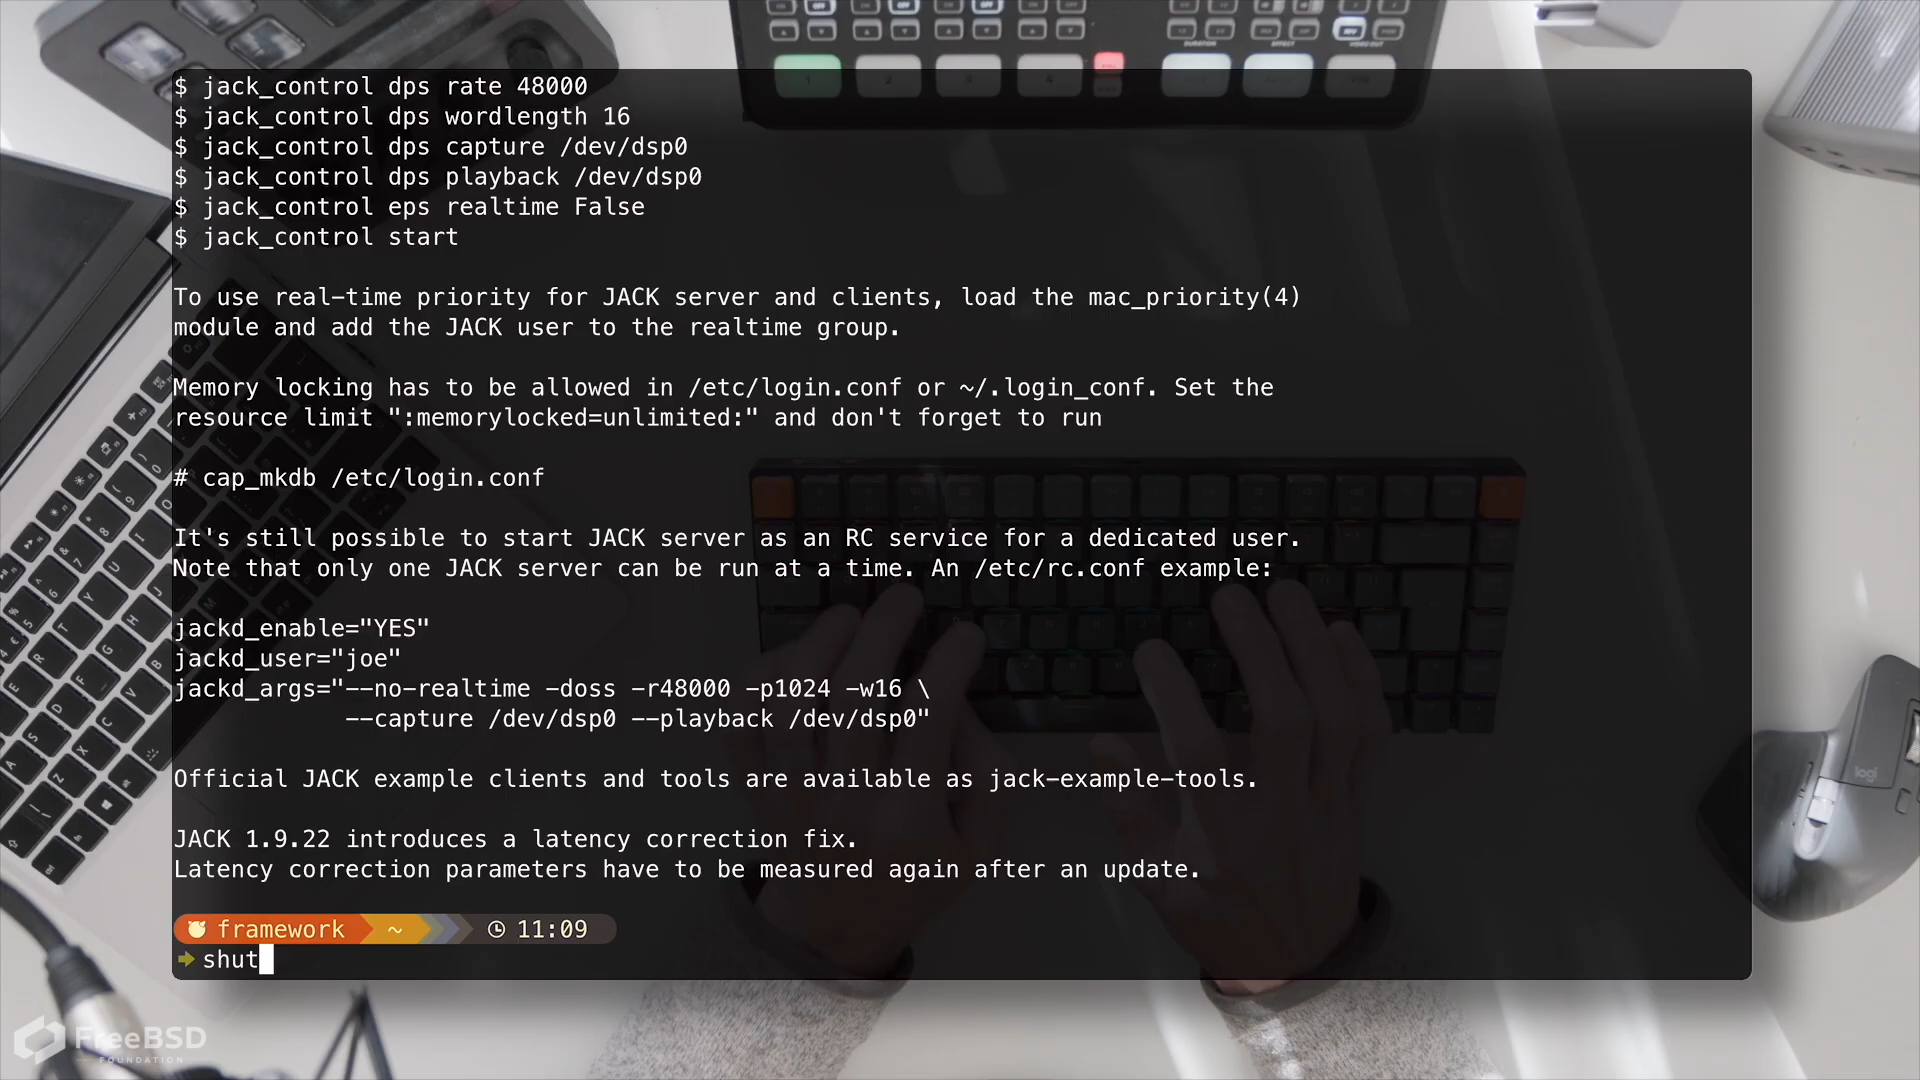 $ jack_control dps rate 48000
$ jack_control dps wordlength 16
$ jack_control dps capture /dev/dsp0
$ jack_control dps playback /dev/dsp0
$ jack_control eps realtime False
$ jack_control start
To use real-time priority for JACK server and clients, load the mac_priority(4)
module and add the JACK user to the realtime group.
Memory locking has to be allowed in /etc/login.conf or ~/.login_conf. Set the
resource limit ":memorylocked=unlimited:" and don't forget to run
# cap_mkdb /etc/login.conf
It's still possible to start JACK server as an RC service for a dedicated user.
Note that only one JACK server can be run at a time. An /etc/rc.conf example:
jackd_enable="YES"
jackd_user="joe"
jackd_args="--no-realtime -doss -r48000 -p1024 -w16 \
--capture /dev/dsp0 --playback /dev/dsp0"
Official JACK example clients and tools are available as jack-example-tools.
JACK 1.9.22 introduces a latency correction fix.
Latency correction parameters have to be measured again after an update.
framework ~ 11:09
shut
logi
FreeBSD
FOUNDATION